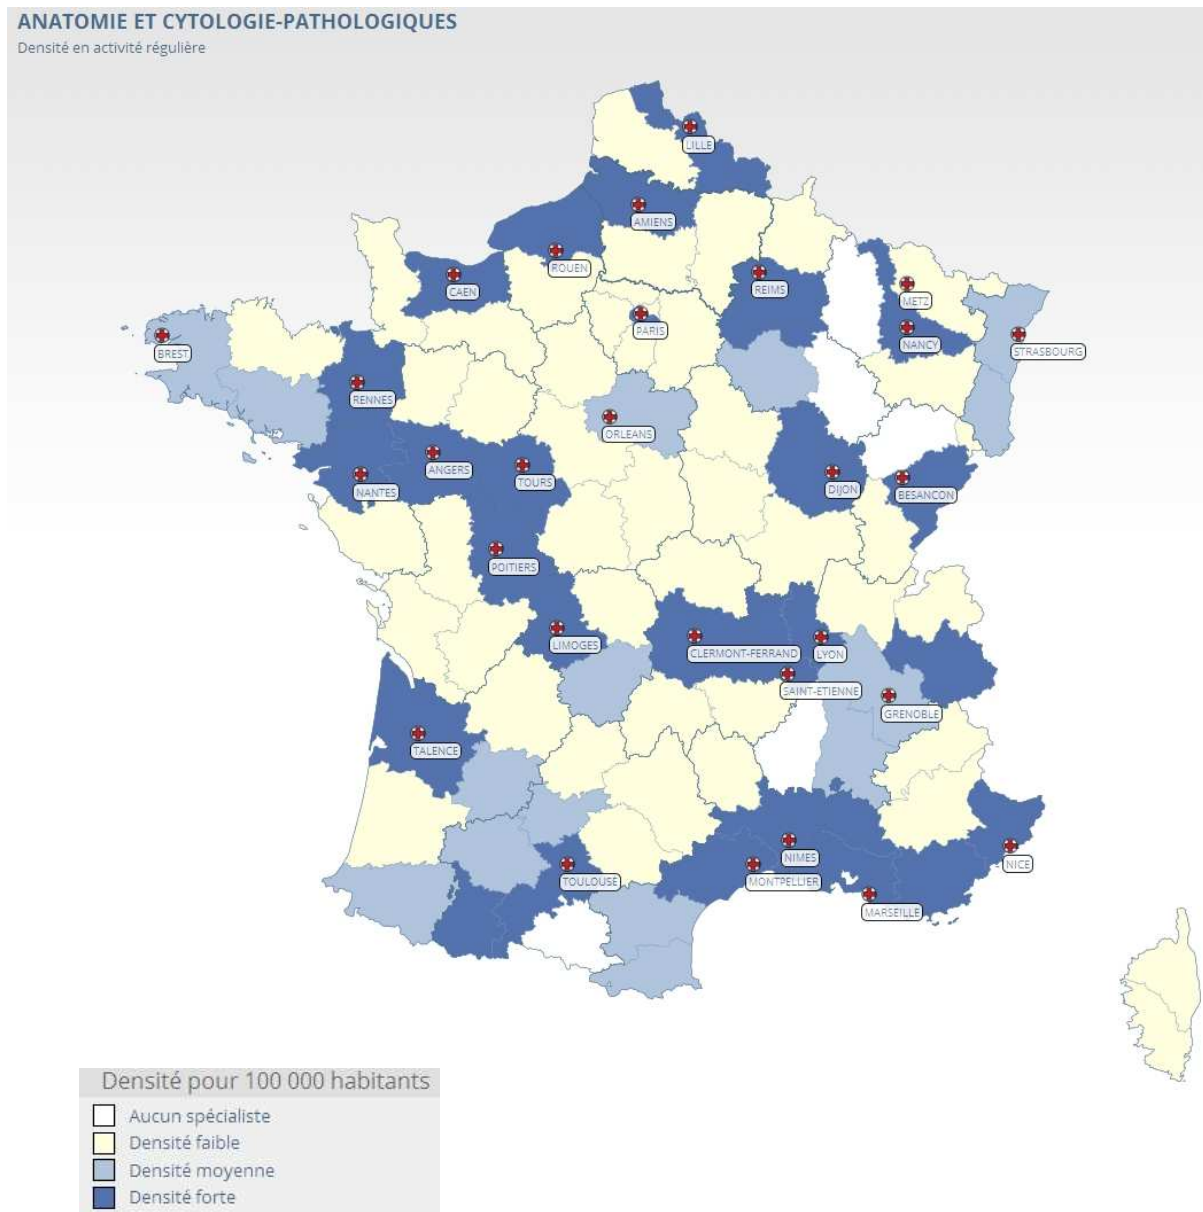 ANATOMIE ET CYTOLOGIE-PATHOLOGIQUES
Densité en activité régulière
LILLE
AMIENS
ROUEN
CAEN
REIMS
METZ
PARIS
NANCY
STRASBOURG
BREST
RENNES
ORLEANS
ANGERS
TOURS
NANTES
DIJON
BESANCON
POITIERS
LIMOGES
CLERMONT-FERRAND
LYON
SAINT-ETIENNE
GRENOBLE
TALENCE
NIMES
NICE
TOULOUSE
MONTPELLIER
MARSEILLE
Densité pour 100 000 habitants
Aucun spécialiste
Densité faible
Densité moyenne
Densité forte